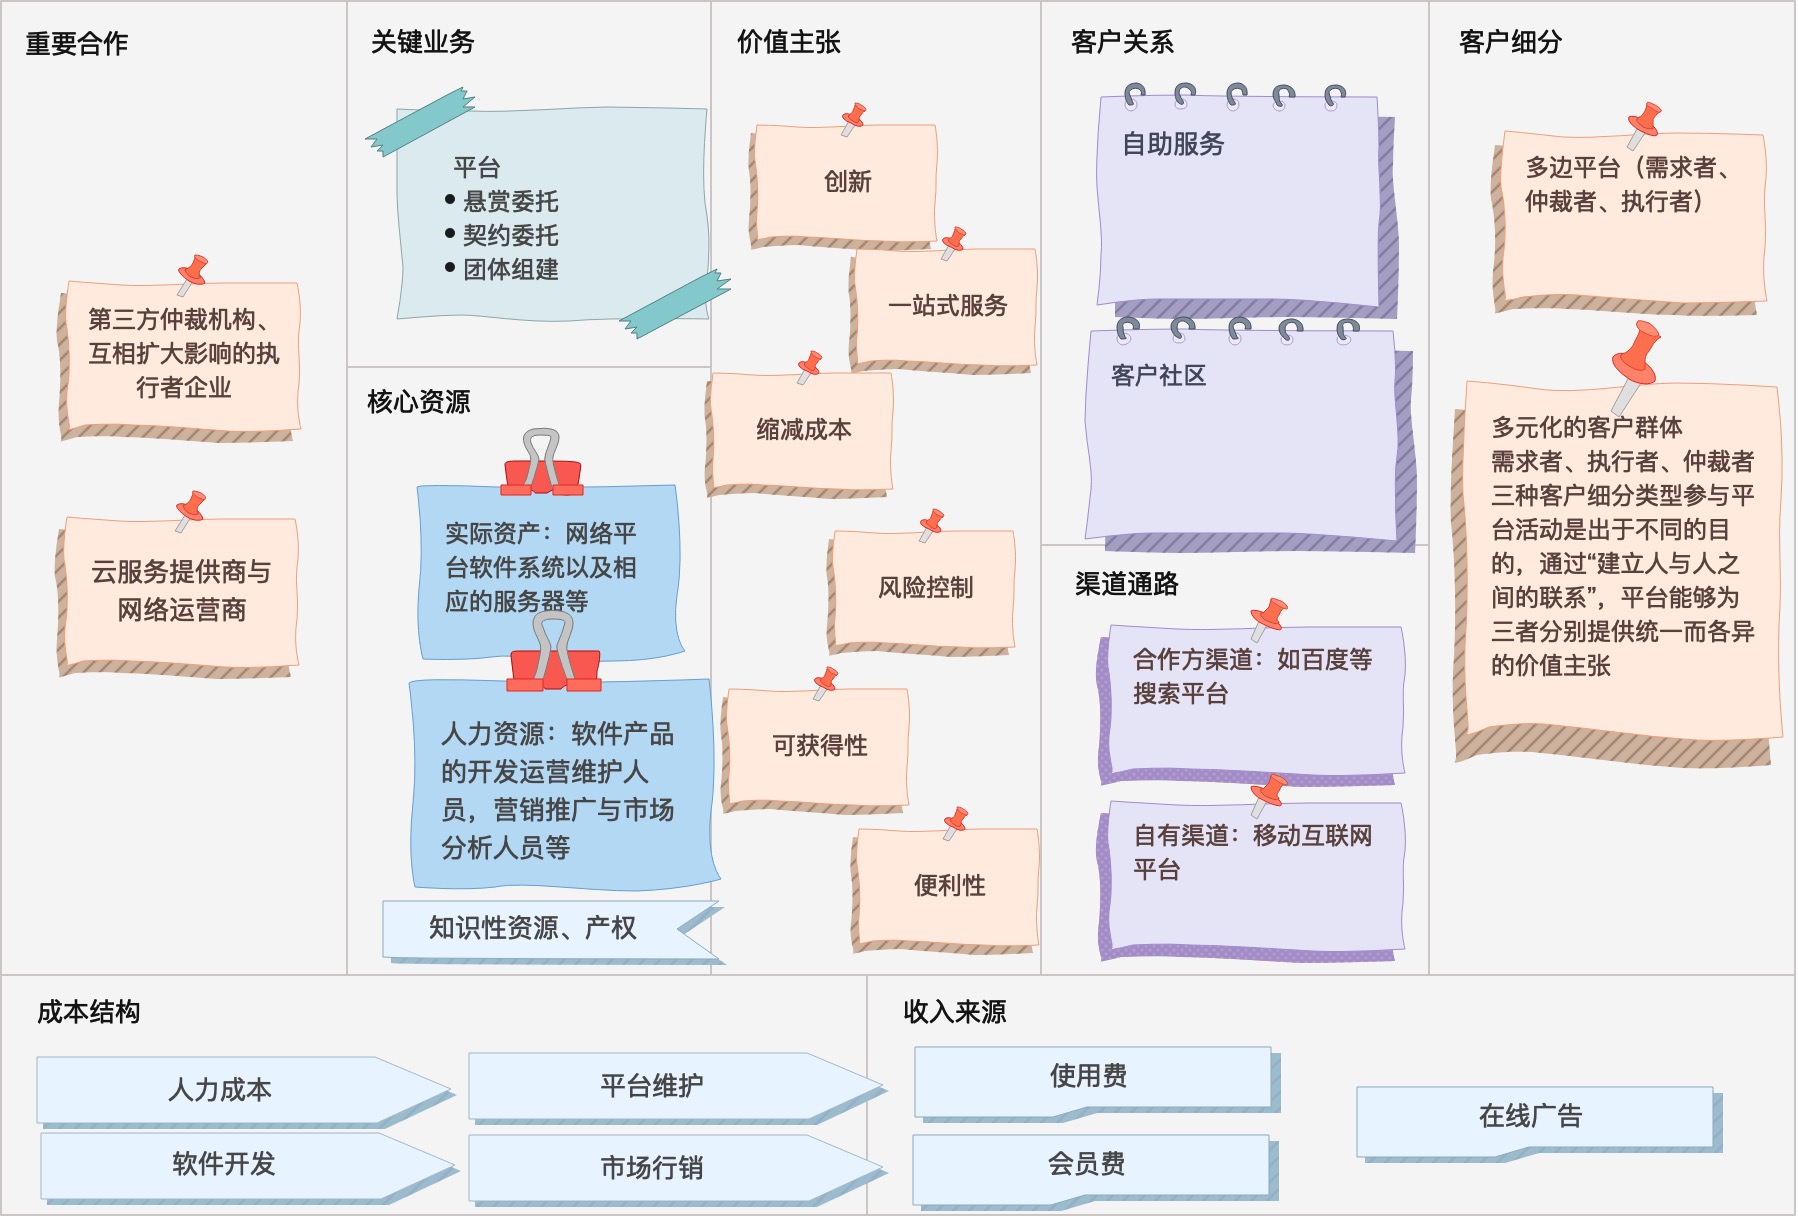 重要合作
第三方仲裁机构、
互相扩大影响的执
行者企业
云服务提供商与
网络运营商
关键业务
平台
悬赏委托
契约委托
团体组建
核心资源
实际资产：网络平
台软件系统以及相
应的服务器等
人力资源：软件产品
的开发运营维护人
员，营销推广与市场
分析人员等
知识性资源、产权
价值主张
创新
一站式服务
缩减成本
风险控制
可获得性
便利性
客户关系
自助服务
客户社区
渠道通路
合作方渠道：如百度等
搜索平台
自有渠道：移动互联网
平台
客户细分
多边平台（需求者、
仲裁者、执行者）
多元化的客户群体
需求者、执行者、仲裁者
三种客户细分类型参与平
台活动是出于不同的目
的，通过“建立人与人之
间的联系”，平台能够为
三者分别提供统一而各异
的价值主张
成本结构
人力成本
平台维护
软件开发
市场行销
收入来源
使用费
会员费
在线广告